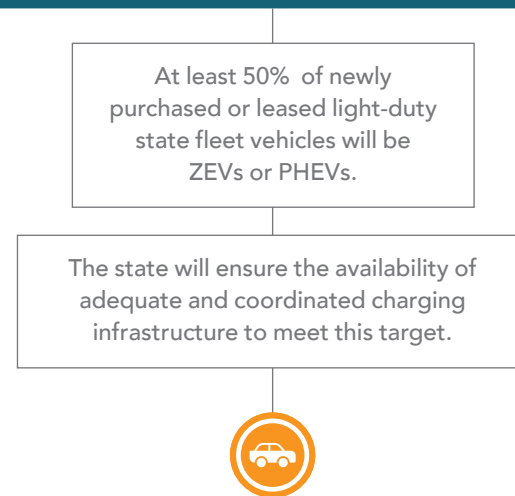 At least 50% of newly
purchased or leased light-duty
state fleet vehicles will be
ZEVs or PHEVs.
The state will ensure the availability of
adequate and coordinated charging
infrastructure to meet this target.